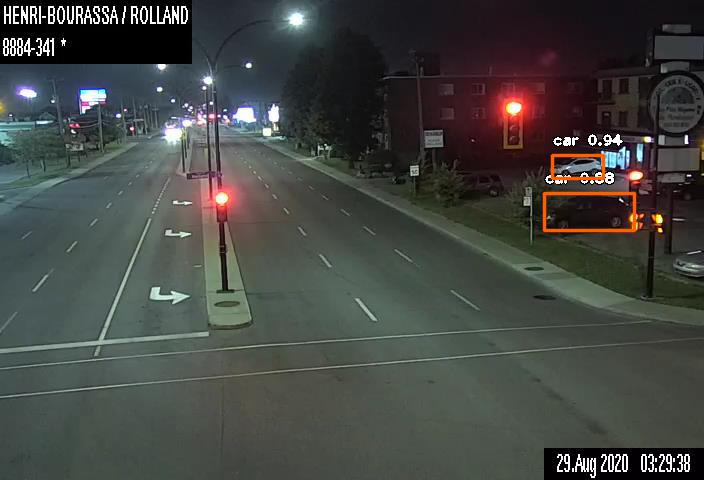 HENRI-BOURASSA / ROLLAND
8884-341 *
car 0.94
car 0.88
29.Aug 2020 03:29:38